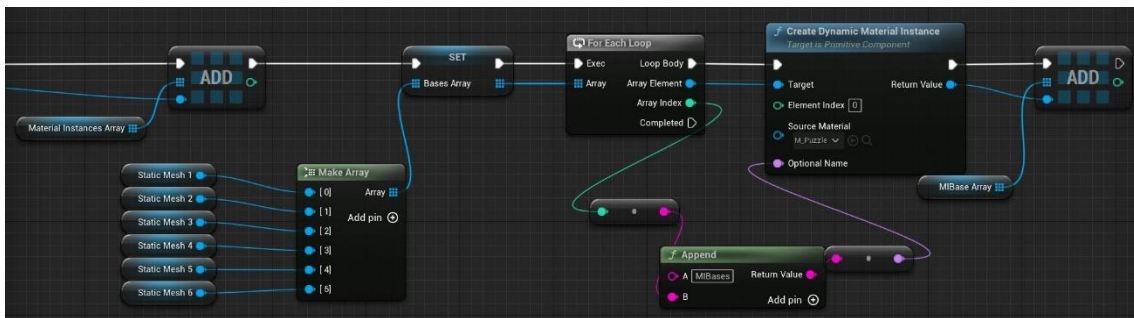 ADD
Material Instances Array
SET
Bases Array
Static Mesh 1
Static Mesh 2
Static Mesh 3
Static Mesh 4
Static Mesh 5
Static Mesh 6
Make Array
[0]
Array
[1]
Add pin
[2]
[3]
[4]
[5]
For Each Loop
Exec
Loop Body
Array
Array Element
Array Index
Completed
Append
A
MIBases
Return Value
B
Add pin
f Create Dynamic Material Instance
Target is Primitive Component
Target
Return Value
Element Index
0
Source Material
M_Puzzle
Optional Name
ADD
MIBase Array